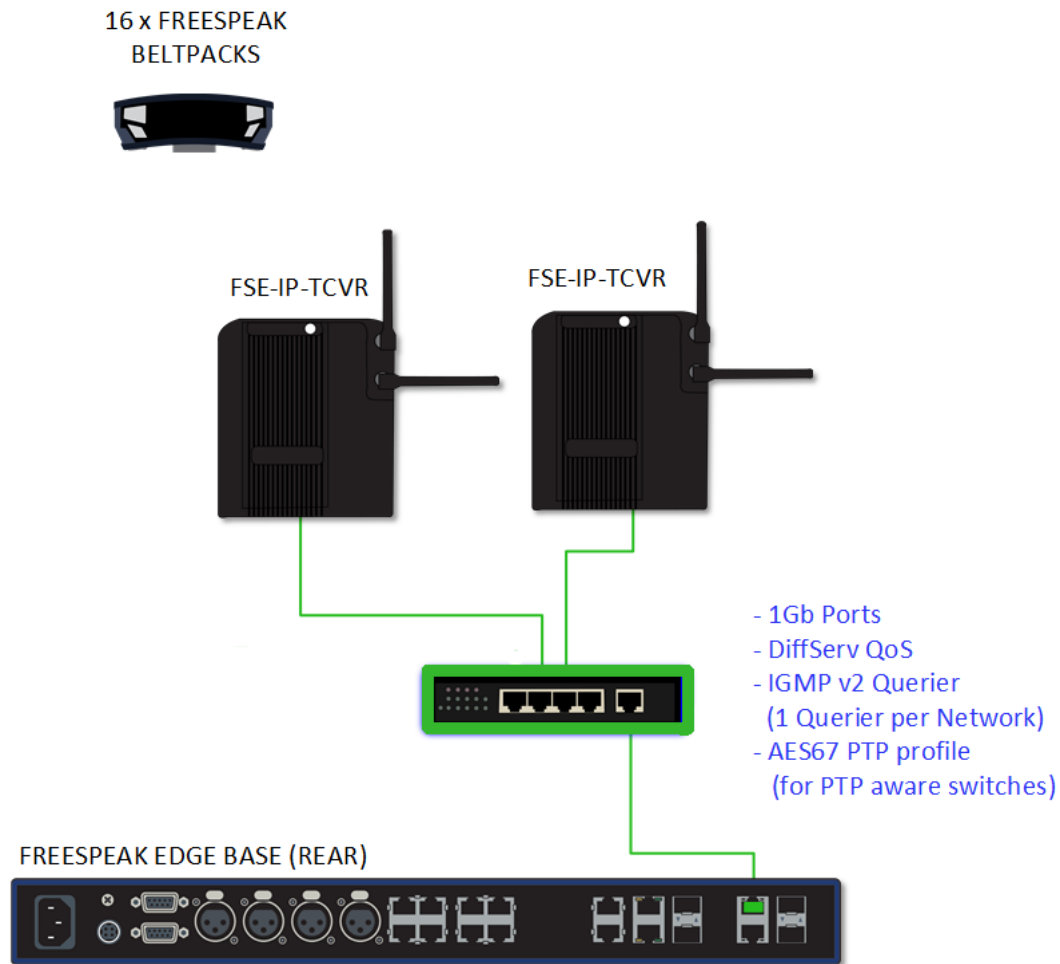 16 x FREESPEAK
BELTPACKS
FSE-IP-TCVR
FSE-IP-TCVR
- 1Gb Ports
- DiffServ QoS
- IGMP v2 Querier
(1 Querier per Network)
- AES67 PTP profile
(for PTP aware switches)
FREESPEAK EDGE BASE (REAR)